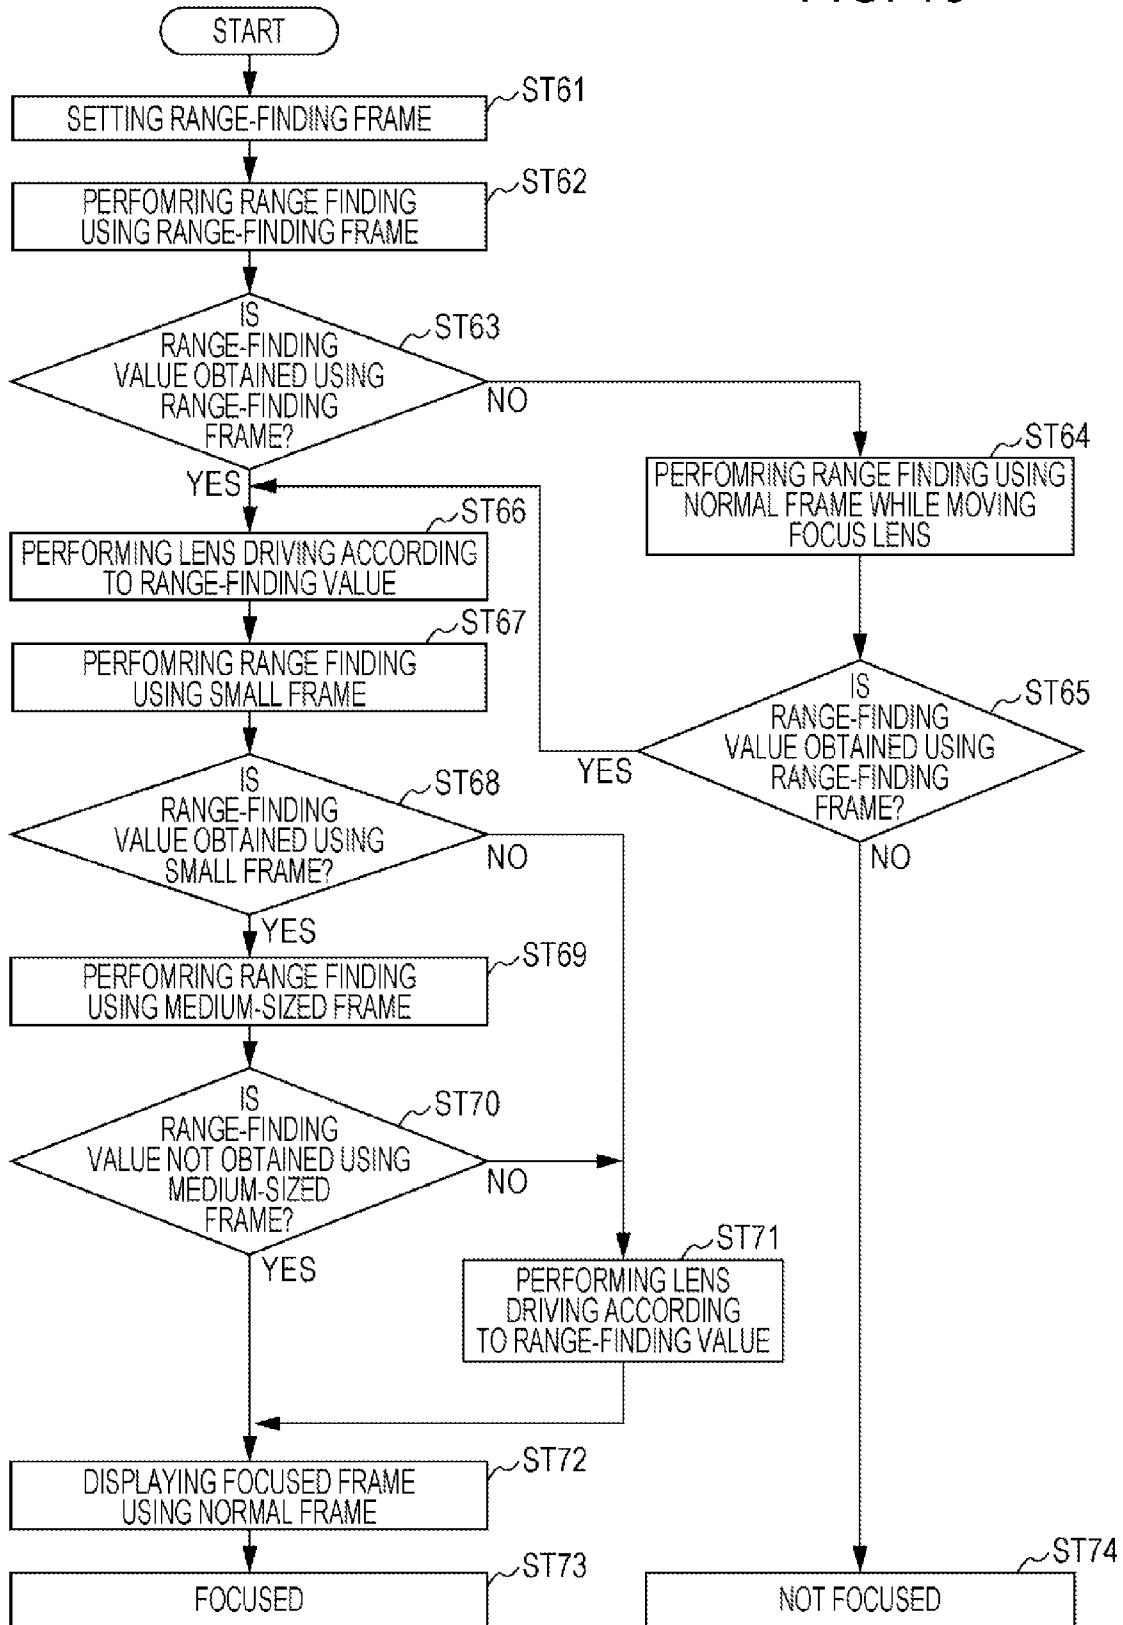 START
ST61
SETTING RANGE-FINDING FRAME
ST62
PERFOMRING RANGE FINDING
USING RANGE-FINDING FRAME
ST63
IS
RANGE-FINDING
VALUE OBTAINED USING
RANGE-FINDING
FRAME?
NO
YES
ST64
PERFOMRING RANGE FINDING USING
NORMAL FRAME WHILE MOVING
FOCUS LENS
ST65
IS
RANGE-FINDING
VALUE OBTAINED USING
RANGE-FINDING
FRAME?
YES
NO
ST66
PERFORMING LENS DRIVING ACCORDING
TO RANGE-FINDING VALUE
ST67
PERFOMRING RANGE FINDING
USING SMALL FRAME
ST68
IS
RANGE-FINDING
VALUE OBTAINED USING
SMALL FRAME?
NO
YES
ST69
PERFOMRING RANGE FINDING
USING MEDIUM-SIZED FRAME
ST70
IS
RANGE-FINDING
VALUE NOT OBTAINED USING
MEDIUM-SIZED
FRAME?
NO
YES
ST71
PERFORMING LENS
DRIVING ACCORDING
TO RANGE-FINDING VALUE
ST72
DISPLAYING FOCUSED FRAME
USING NORMAL FRAME
ST73
FOCUSED
ST74
NOT FOCUSED